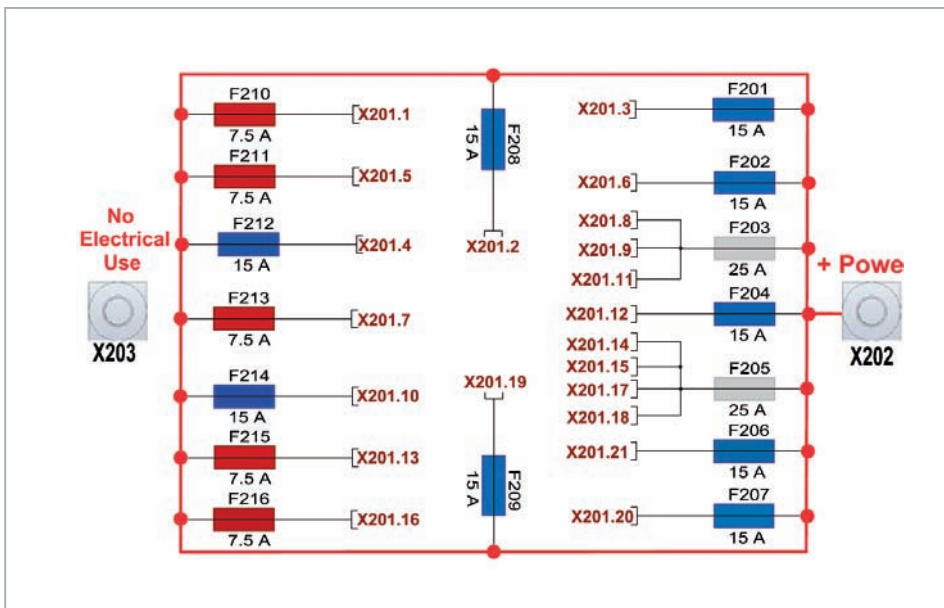 F210
7.5 A
X201.1
F211
7.5 A
X201.5
No
Electrical
Use
F212
15 A
X201.4
X203
F213
7.5 A
X201.7
F214
15 A
X201.10
F215
7.5 A
X201.13
F216
7.5 A
X201.16
F208
15 A
X201.2
X201.19
F209
15 A
X201.3
F201
15 A
X201.6
F202
15 A
X201.8
X201.9
X201.11
F203
25 A
X201.12
F204
15 A
X201.14
X201.15
X201.17
X201.18
F205
25 A
X201.21
F206
15 A
X201.20
F207
15 A
+ Powe
X202